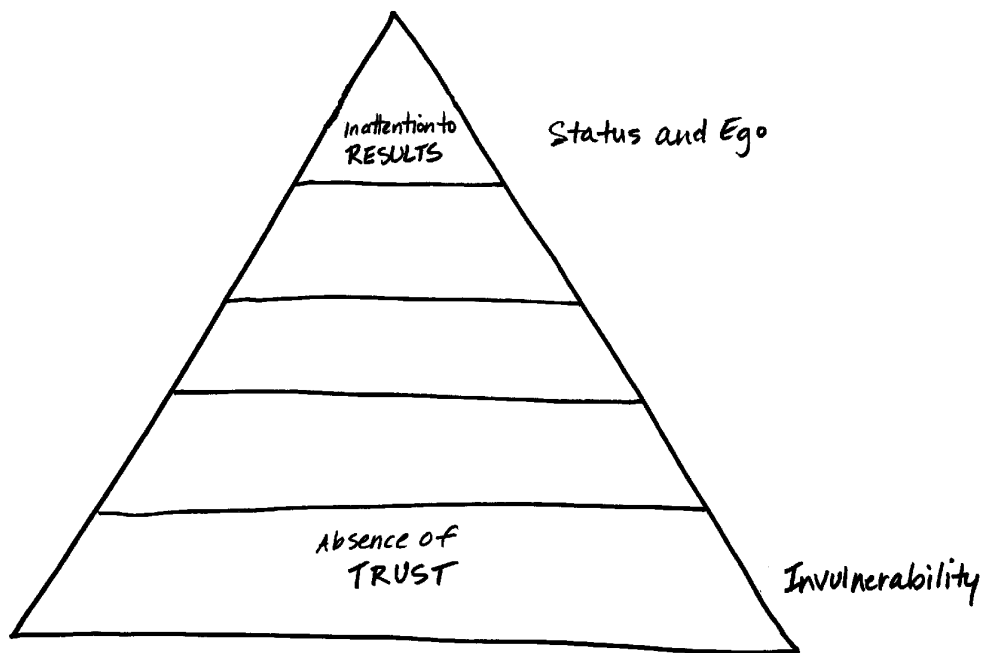 Inattention to
RESULTS
Status and Ego
Absence of
TRUST
Invulnerability